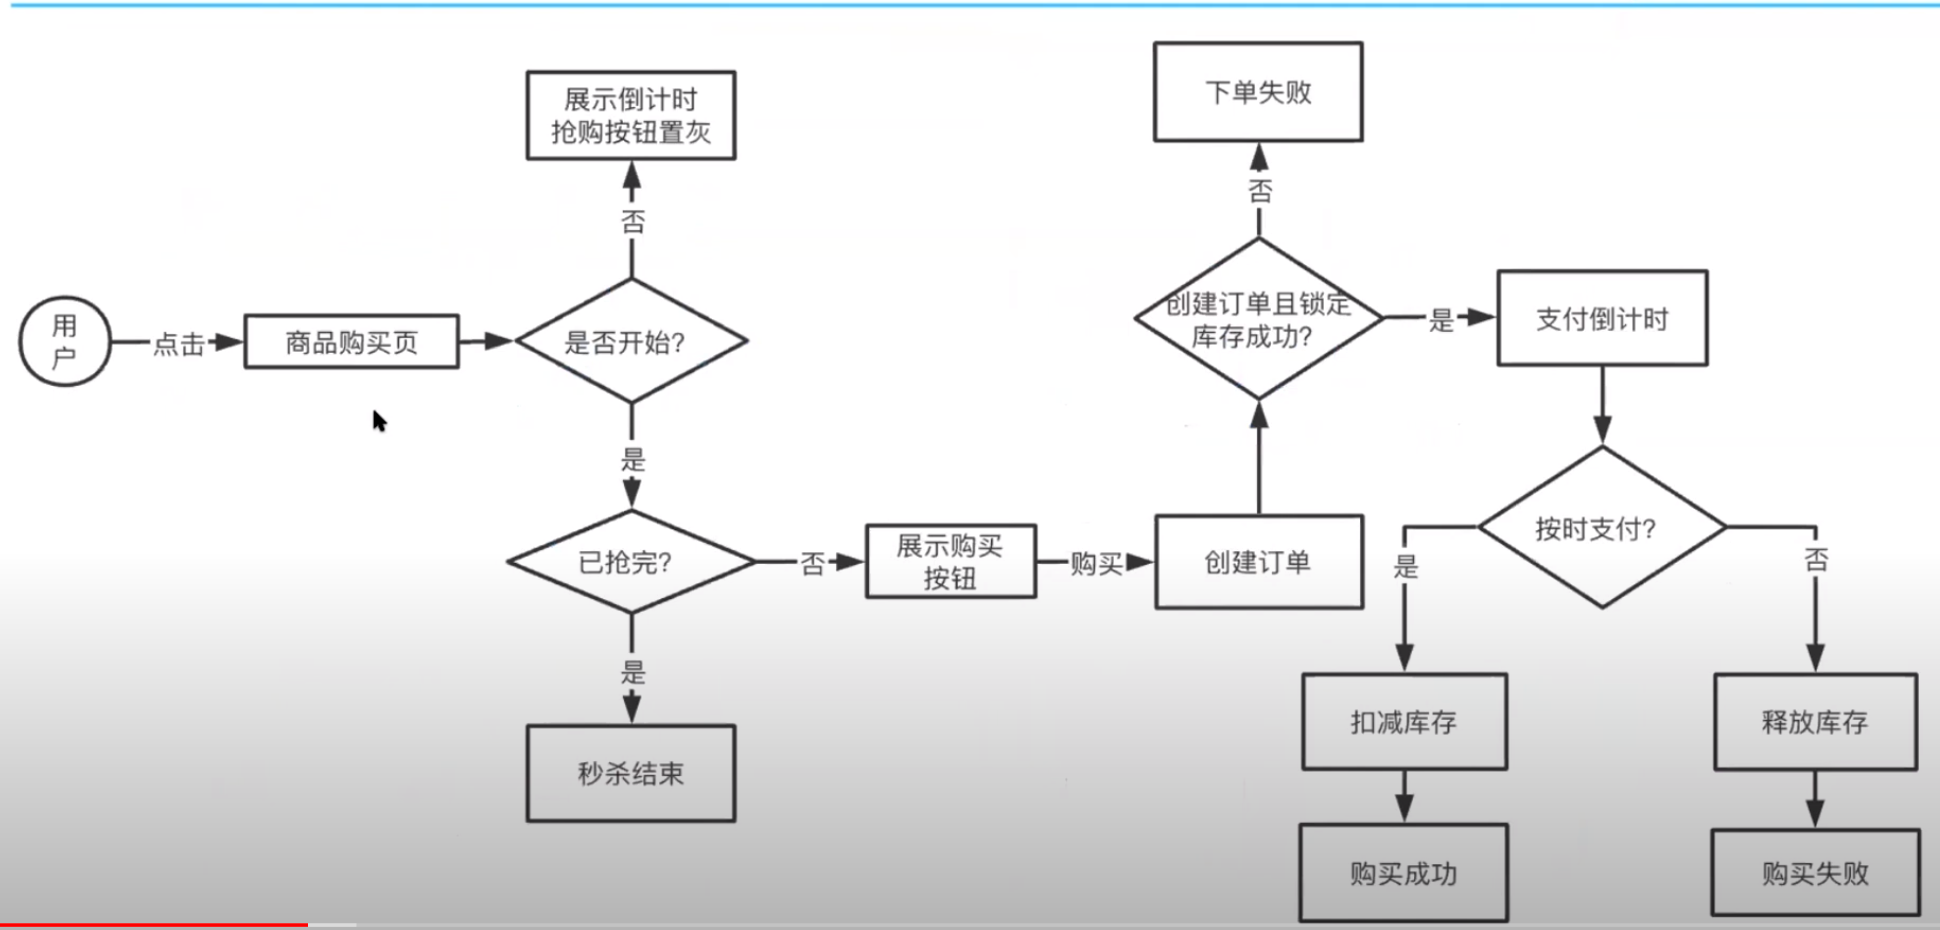 用
户
点击
商品购买页
是否开始?
否
展示倒计时
抢购按钮置灰
是
已抢完?
是
秒杀结束
否
展示购买
按钮
购买
创建订单
创建订单且锁定
库存成功?
否
下单失败
是
支付倒计时
按时支付?
是
扣减库存
购买成功
否
释放库存
购买失败